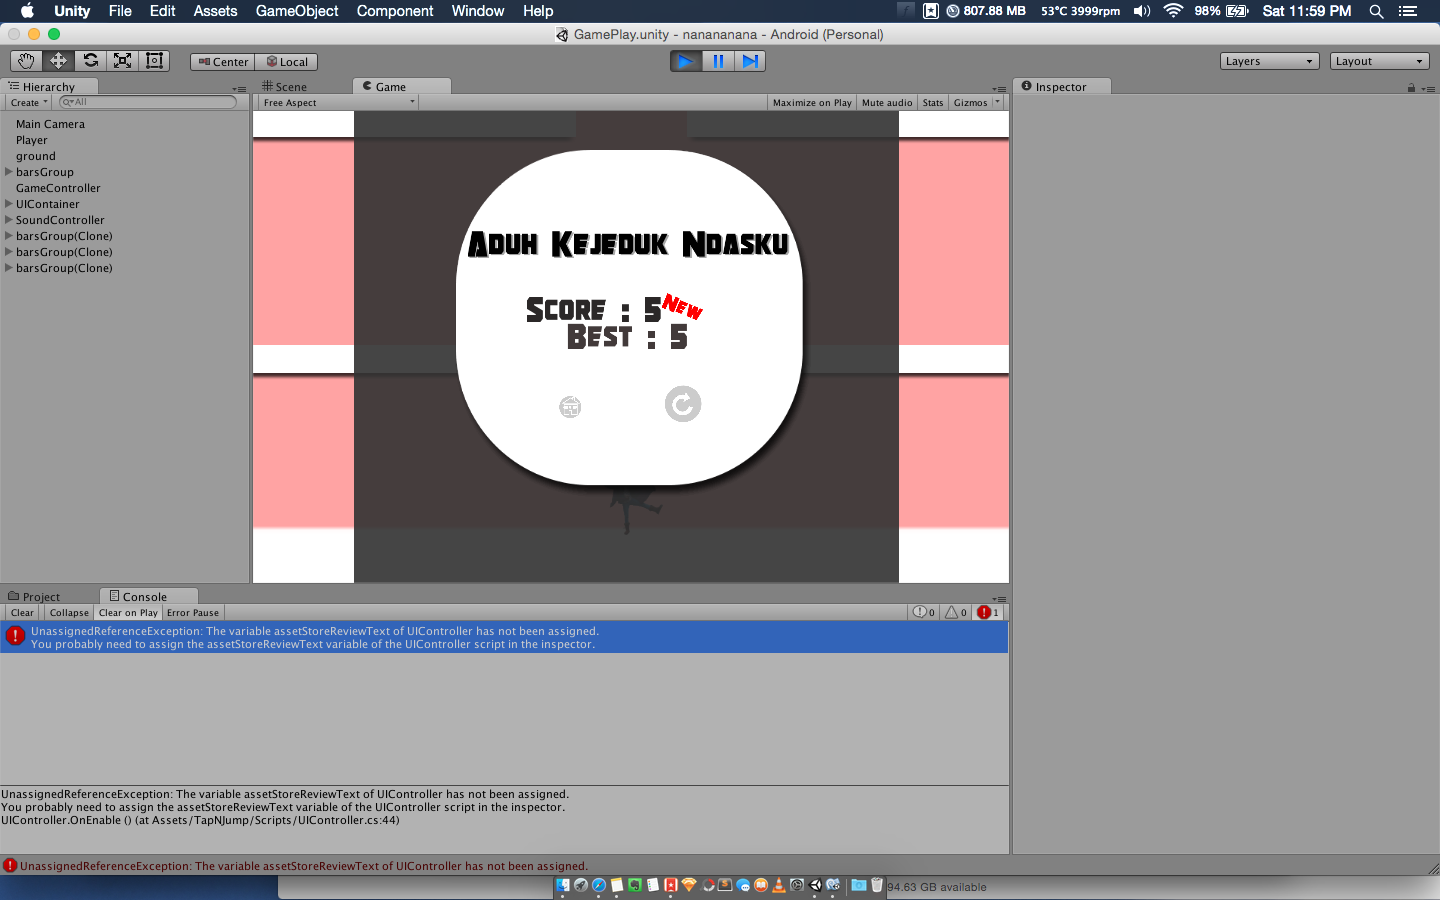 Unity File Edit Assets GameObject Component Window Help 807.88 MB 53°C 3999rpm 98% Sat 11:59 PM
GamePlay.unity - nanananana - Android (Personal)
Center Local Layers Layout
Hierarchy Scene Game Inspector
Create All Free Aspect Maximize on Play Mute audio Stats Gizmos
Main Camera
Player
ground
barsGroup
GameController
UIContainer
SoundController
barsGroup(Clone)
barsGroup(Clone)
barsGroup(Clone)
Aduh Kejeduk Ndasku
Score : 5 New
Best : 5
Project Console
Clear Collapse Clear on Play Error Pause 0 0 1
UnassignedReferenceException: The variable assetStoreReviewText of UIController has not been assigned.
You probably need to assign the assetStoreReviewText variable of the UIController script in the inspector.
UnassignedReferenceException: The variable assetStoreReviewText of UIController has not been assigned.
You probably need to assign the assetStoreReviewText variable of the UIController script in the inspector.
UIController.OnEnable () (at Assets/TapNJump/Scripts/UIController.cs:44)
UnassignedReferenceException: The variable assetStoreReviewText of UIController has not been assigned.
94.63 GB available